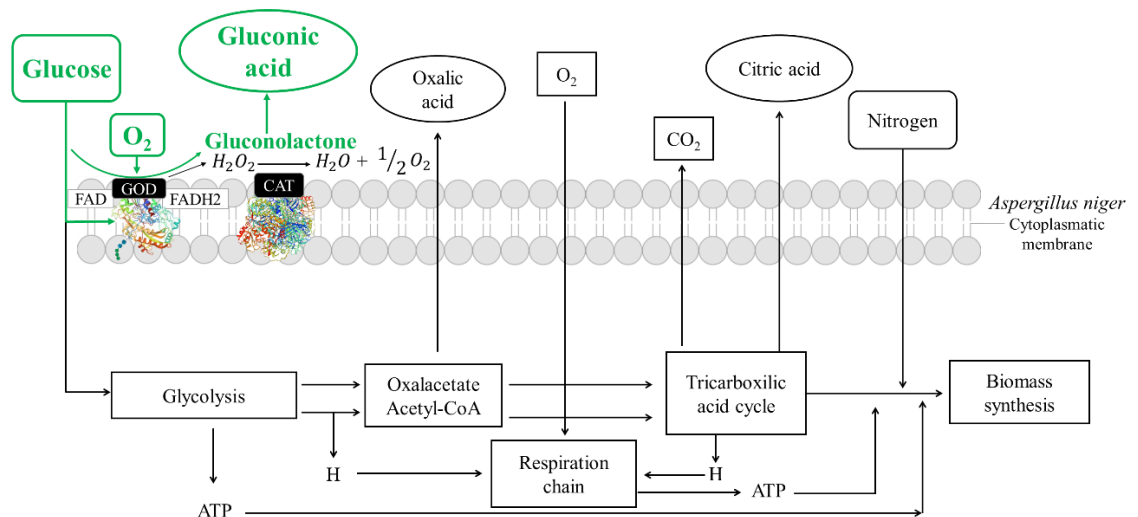 Glucose
Gluconic
acid
Oxalic
acid
O₂
Citric acid
Nitrogen
O₂
CO₂
Gluconolactone
H₂O₂
H₂O + 1/2 O₂
FAD
GOD
FADH2
CAT
Aspergillus niger
Cytoplasmatic
membrane
Glycolysis
Oxalacetate
Acetyl-CoA
Tricarboxilic
acid cycle
Biomass
synthesis
H
Respiration
chain
H
ATP
ATP